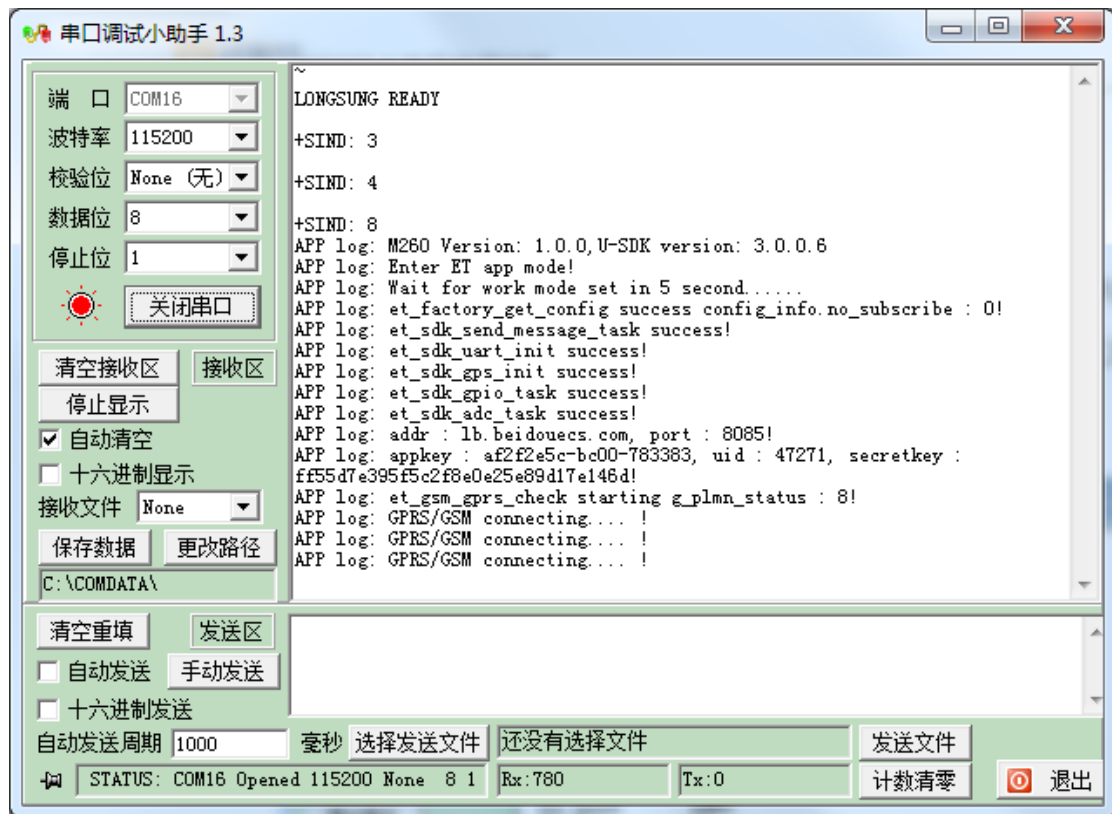 串口调试小助手 1.3
端 口 COM16
波特率 115200
校验位 None (无)
数据位 8
停止位 1
关闭串口
清空接收区 接收区
停止显示
自动清空
十六进制显示
接收文件 None
保存数据 更改路径
C:\COMDATA\
~
LONGSUNG READY
+SIND: 3
+SIND: 4
+SIND: 8
APP log: M260 Version: 1.0.0,U-SDK version: 3.0.0.6
APP log: Enter ET app mode!
APP log: Wait for work mode set in 5 second......
APP log: et_factory_get_config success config_info.no_subscribe : 0!
APP log: et_sdk_send_message_task success!
APP log: et_sdk_uart_init success!
APP log: et_sdk_gps_init success!
APP log: et_sdk_gpio_task success!
APP log: et_sdk_adc_task success!
APP log: addr : lb.beidouecs.com, port : 8085!
APP log: appkey : af2f2e5c-bc00-783383, uid : 47271, secretkey :
ff55d7e395f5c2f8e0e25e89d17e146d!
APP log: et_gsm_gprs_check starting g_plmn_status : 8!
APP log: GPRS/GSM connecting.... !
APP log: GPRS/GSM connecting.... !
APP log: GPRS/GSM connecting.... !
清空重填 发送区
自动发送 手动发送
十六进制发送
自动发送周期 1000 毫秒 选择发送文件 还没有选择文件 发送文件
STATUS: COM16 Opened 115200 None 8 1 Rx:780 Tx:0 计数清零 退出